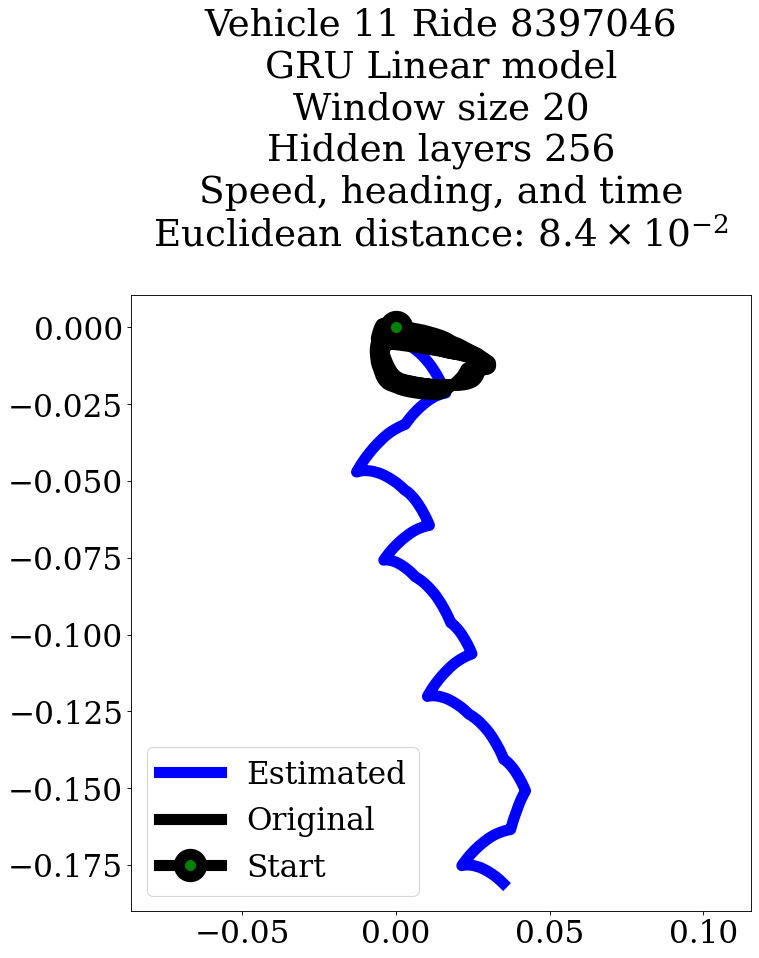 Vehicle 11 Ride 8397046
GRU Linear model
Window size 20
Hidden layers 256
Speed, heading, and time
Euclidean distance: 8.4 × 10⁻²
0.000
−0.025
−0.050
−0.075
−0.100
−0.125
−0.150
−0.175
Estimated
Original
Start
−0.05
0.00
0.05
0.10